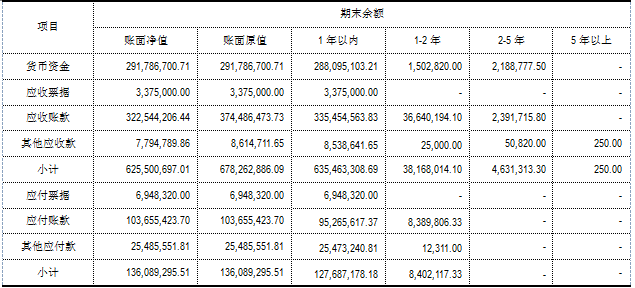 项目 期末余额
账面净值 账面原值 1年以内 1-2年 2-5年 5年以上
货币资金 291,786,700.71 291,786,700.71 288,095,103.21 1,502,820.00 2,188,777.50 -
应收票据 3,375,000.00 3,375,000.00 3,375,000.00 - - -
应收账款 322,544,206.44 374,486,473.73 335,454,563.83 36,640,194.10 2,391,715.80 -
其他应收款 7,794,789.86 8,614,711.65 8,538,641.65 25,000.00 50,820.00 250.00
小计 625,500,697.01 678,262,886.09 635,463,308.69 38,168,014.10 4,631,313.30 250.00
应付票据 6,948,320.00 6,948,320.00 6,948,320.00 - - -
应付账款 103,655,423.70 103,655,423.70 95,265,617.37 8,389,806.33 - -
其他应付款 25,485,551.81 25,485,551.81 25,473,240.81 12,311.00 - -
小计 136,089,295.51 136,089,295.51 127,687,178.18 8,402,117.33 - -